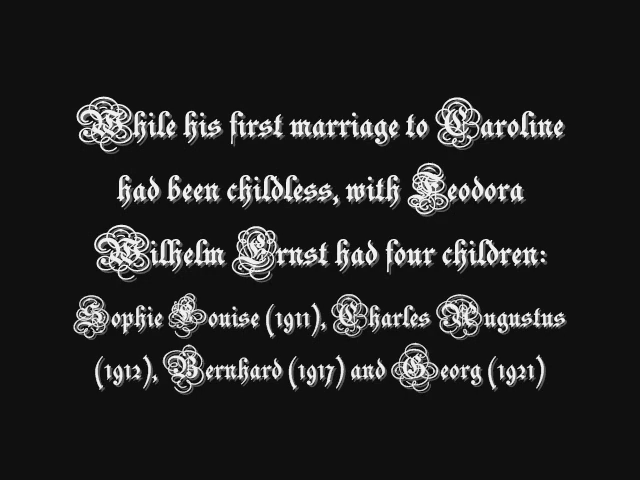 While his first marriage to Caroline
had been childless, with Feodora
Wilhelm Ernst had four children:
Sophie Louise (1911), Charles Augustus
(1912), Bernhard (1917) and Georg (1921)